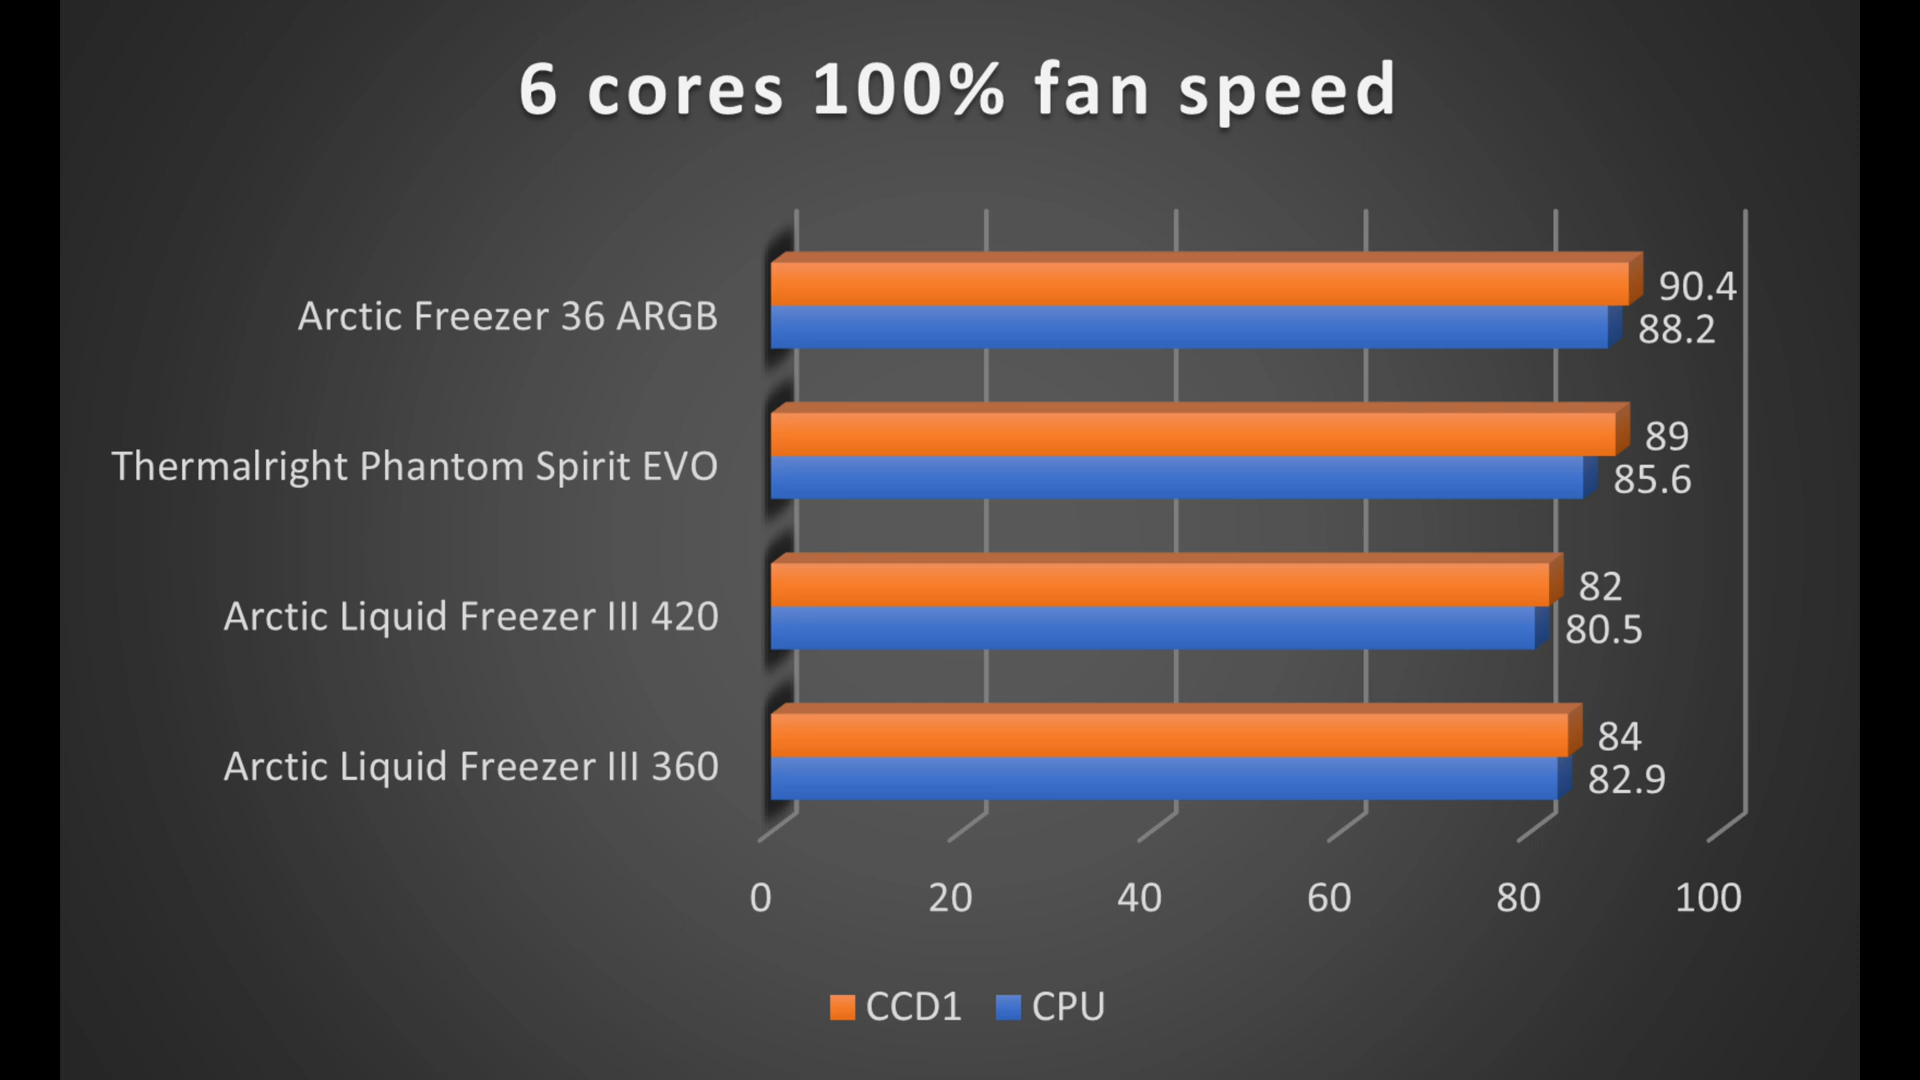 6 cores 100% fan speed
Arctic Freezer 36 ARGB
90.4
88.2
Thermalright Phantom Spirit EVO
89
85.6
Arctic Liquid Freezer III 420
82
80.5
Arctic Liquid Freezer III 360
84
82.9
0 20 40 60 80 100
CCD1 CPU